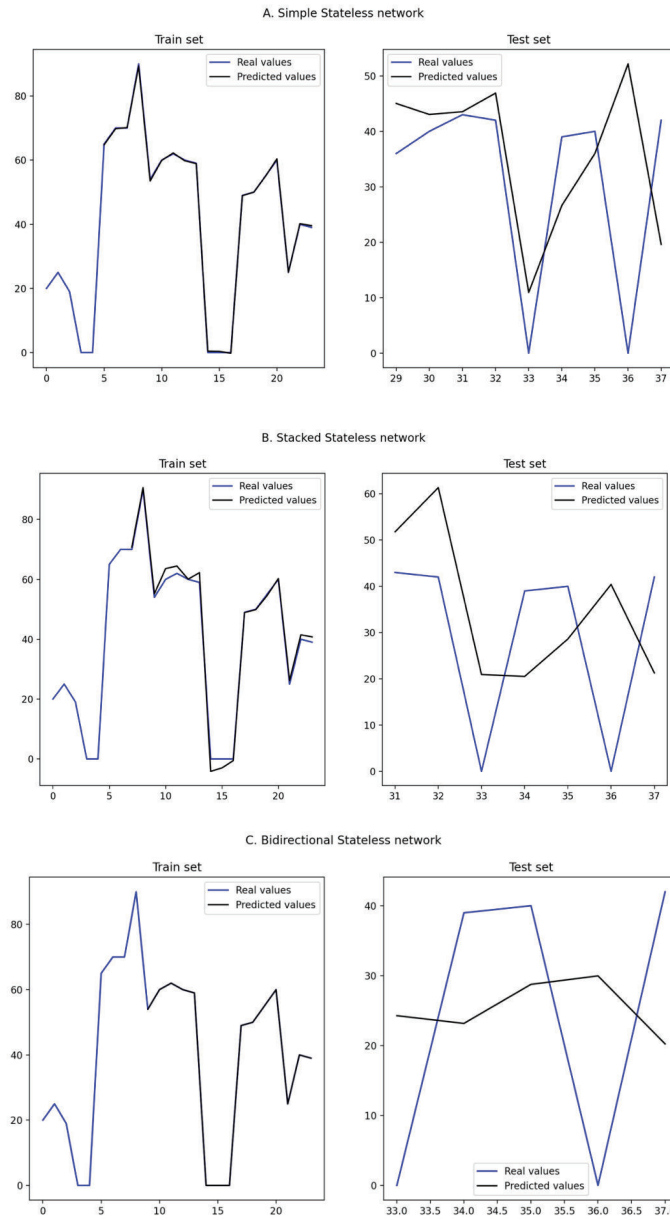 A. Simple Stateless network
Train set
Test set
Real values
Predicted values
Real values
Predicted values
80
60
40
20
0
0 5 10 15 20
50
40
30
20
10
0
29 30 31 32 33 34 35 36 37
B. Stacked Stateless network
Train set
Test set
Real values
Predicted values
Real values
Predicted values
80
60
40
20
0
0 5 10 15 20
60
50
40
30
20
10
0
31 32 33 34 35 36 37
C. Bidirectional Stateless network
Train set
Test set
Real values
Predicted values
80
60
40
20
0
0 5 10 15 20
40
30
20
10
0
Real values
Predicted values
33.0 33.5 34.0 34.5 35.0 35.5 36.0 36.5